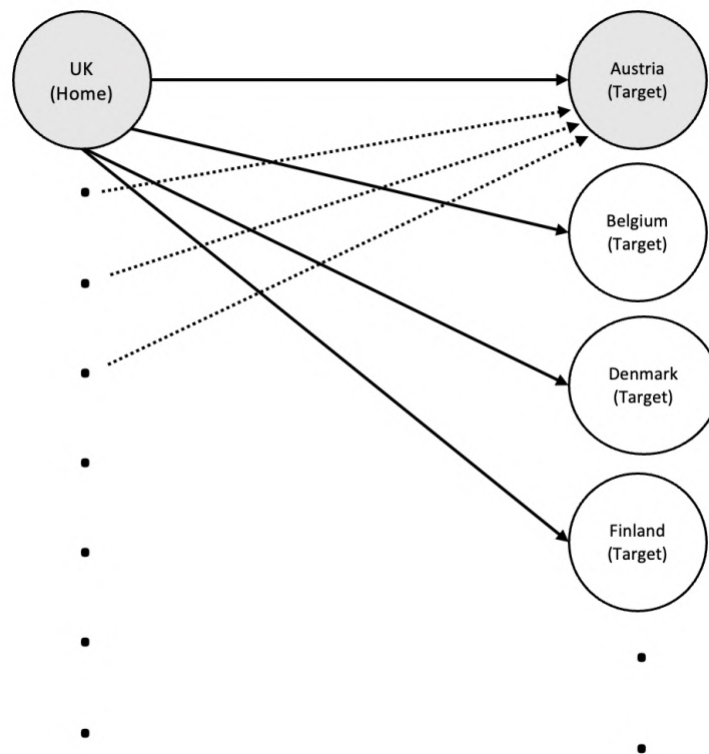 UK
(Home)
Austria
(Target)
Belgium
(Target)
Denmark
(Target)
Finland
(Target)